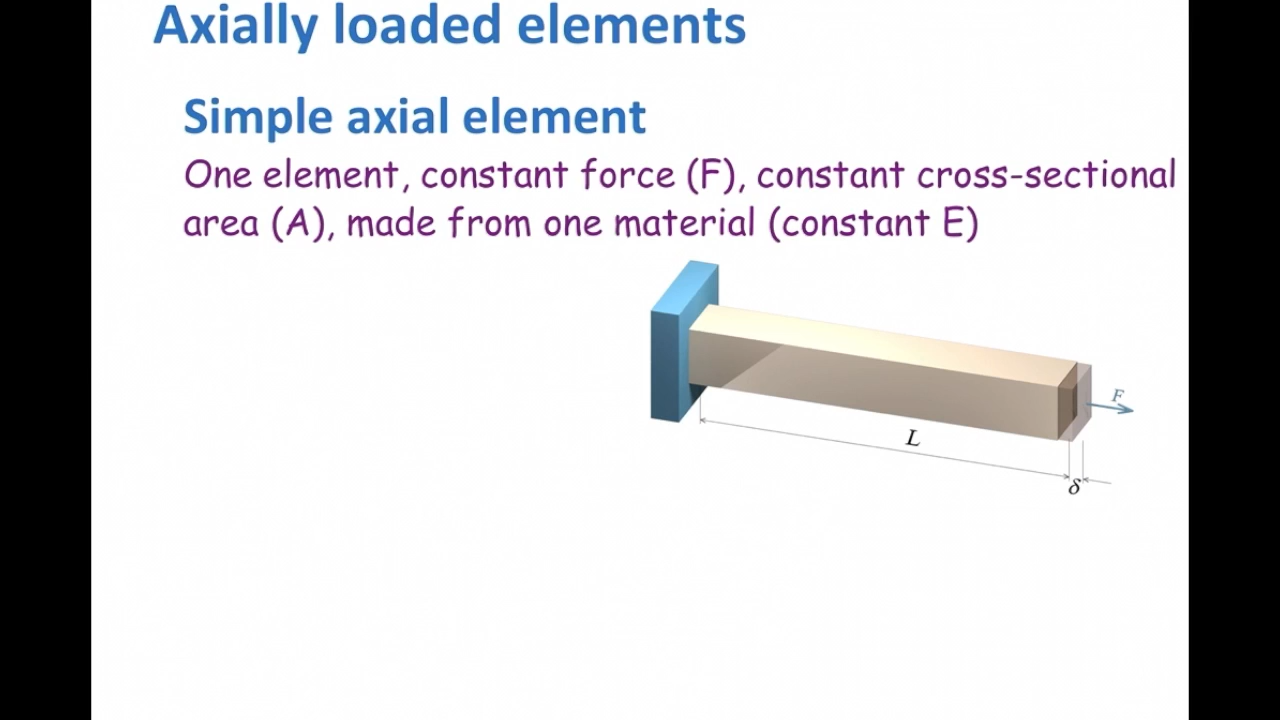 Axially loaded elements
Simple axial element
One element, constant force (F), constant cross-sectional
area (A), made from one material (constant E)
F
L
δ